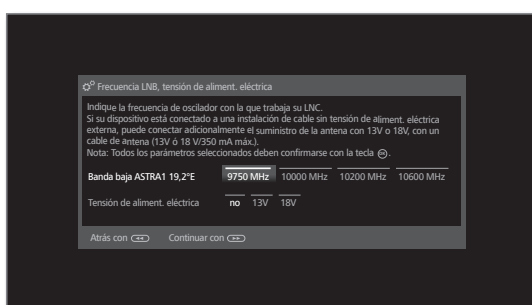 Frecuencia LNB, tensión de aliment. eléctrica
Indique la frecuencia de oscilador con la que trabaja su LNC.
Si su dispositivo está conectado a una instalación de cable sin tensión de aliment. eléctrica
externa, puede conectar adicionalmente el suministro de la antena con 13V o 18V, con un
cable de antena (13V ó 18 V/350 mA máx.).
Nota: Todos los parámetros seleccionados deben confirmarse con la tecla OK.
Banda baja ASTRA1 19,2°E 9750 MHz 10000 MHz 10200 MHz 10600 MHz
Tensión de aliment. eléctrica no 13V 18V
Atrás con Continuar con